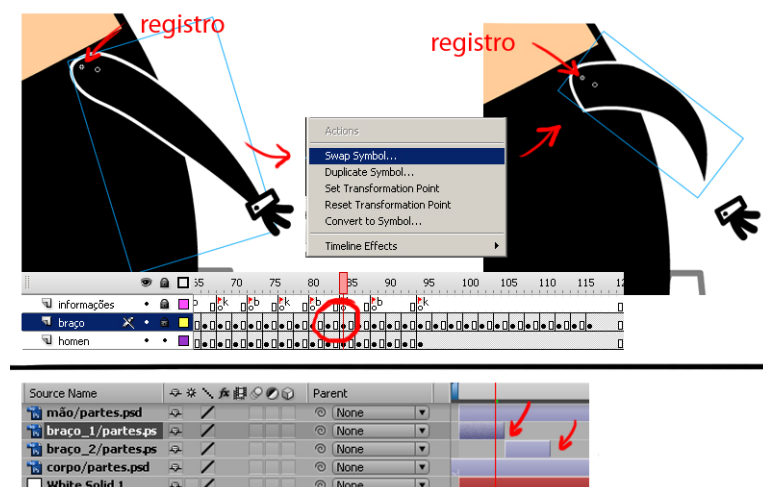 registro
registro
Actions
Swap Symbol...
Duplicate Symbol...
Set Transformation Point
Reset Transformation Point
Convert to Symbol...
Timeline Effects
65 70 75 80 85 90 95 100 105 110 115 12
informações k b k b b k
braço
homen
Source Name Parent
mão/partes.psd None
braço_1/partes.ps None
braço_2/partes.ps None
corpo/partes.psd None
White Solid 1 None